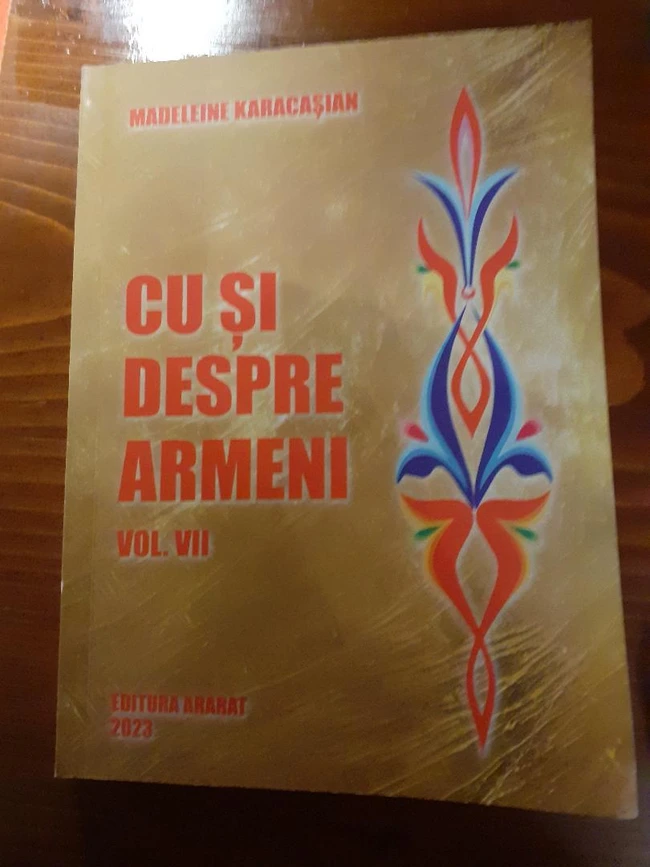 MADELEINE KARACAȘIAN
CU ȘI
DESPRE
ARMENI
VOL. VII
EDITURA ARARAT
2023